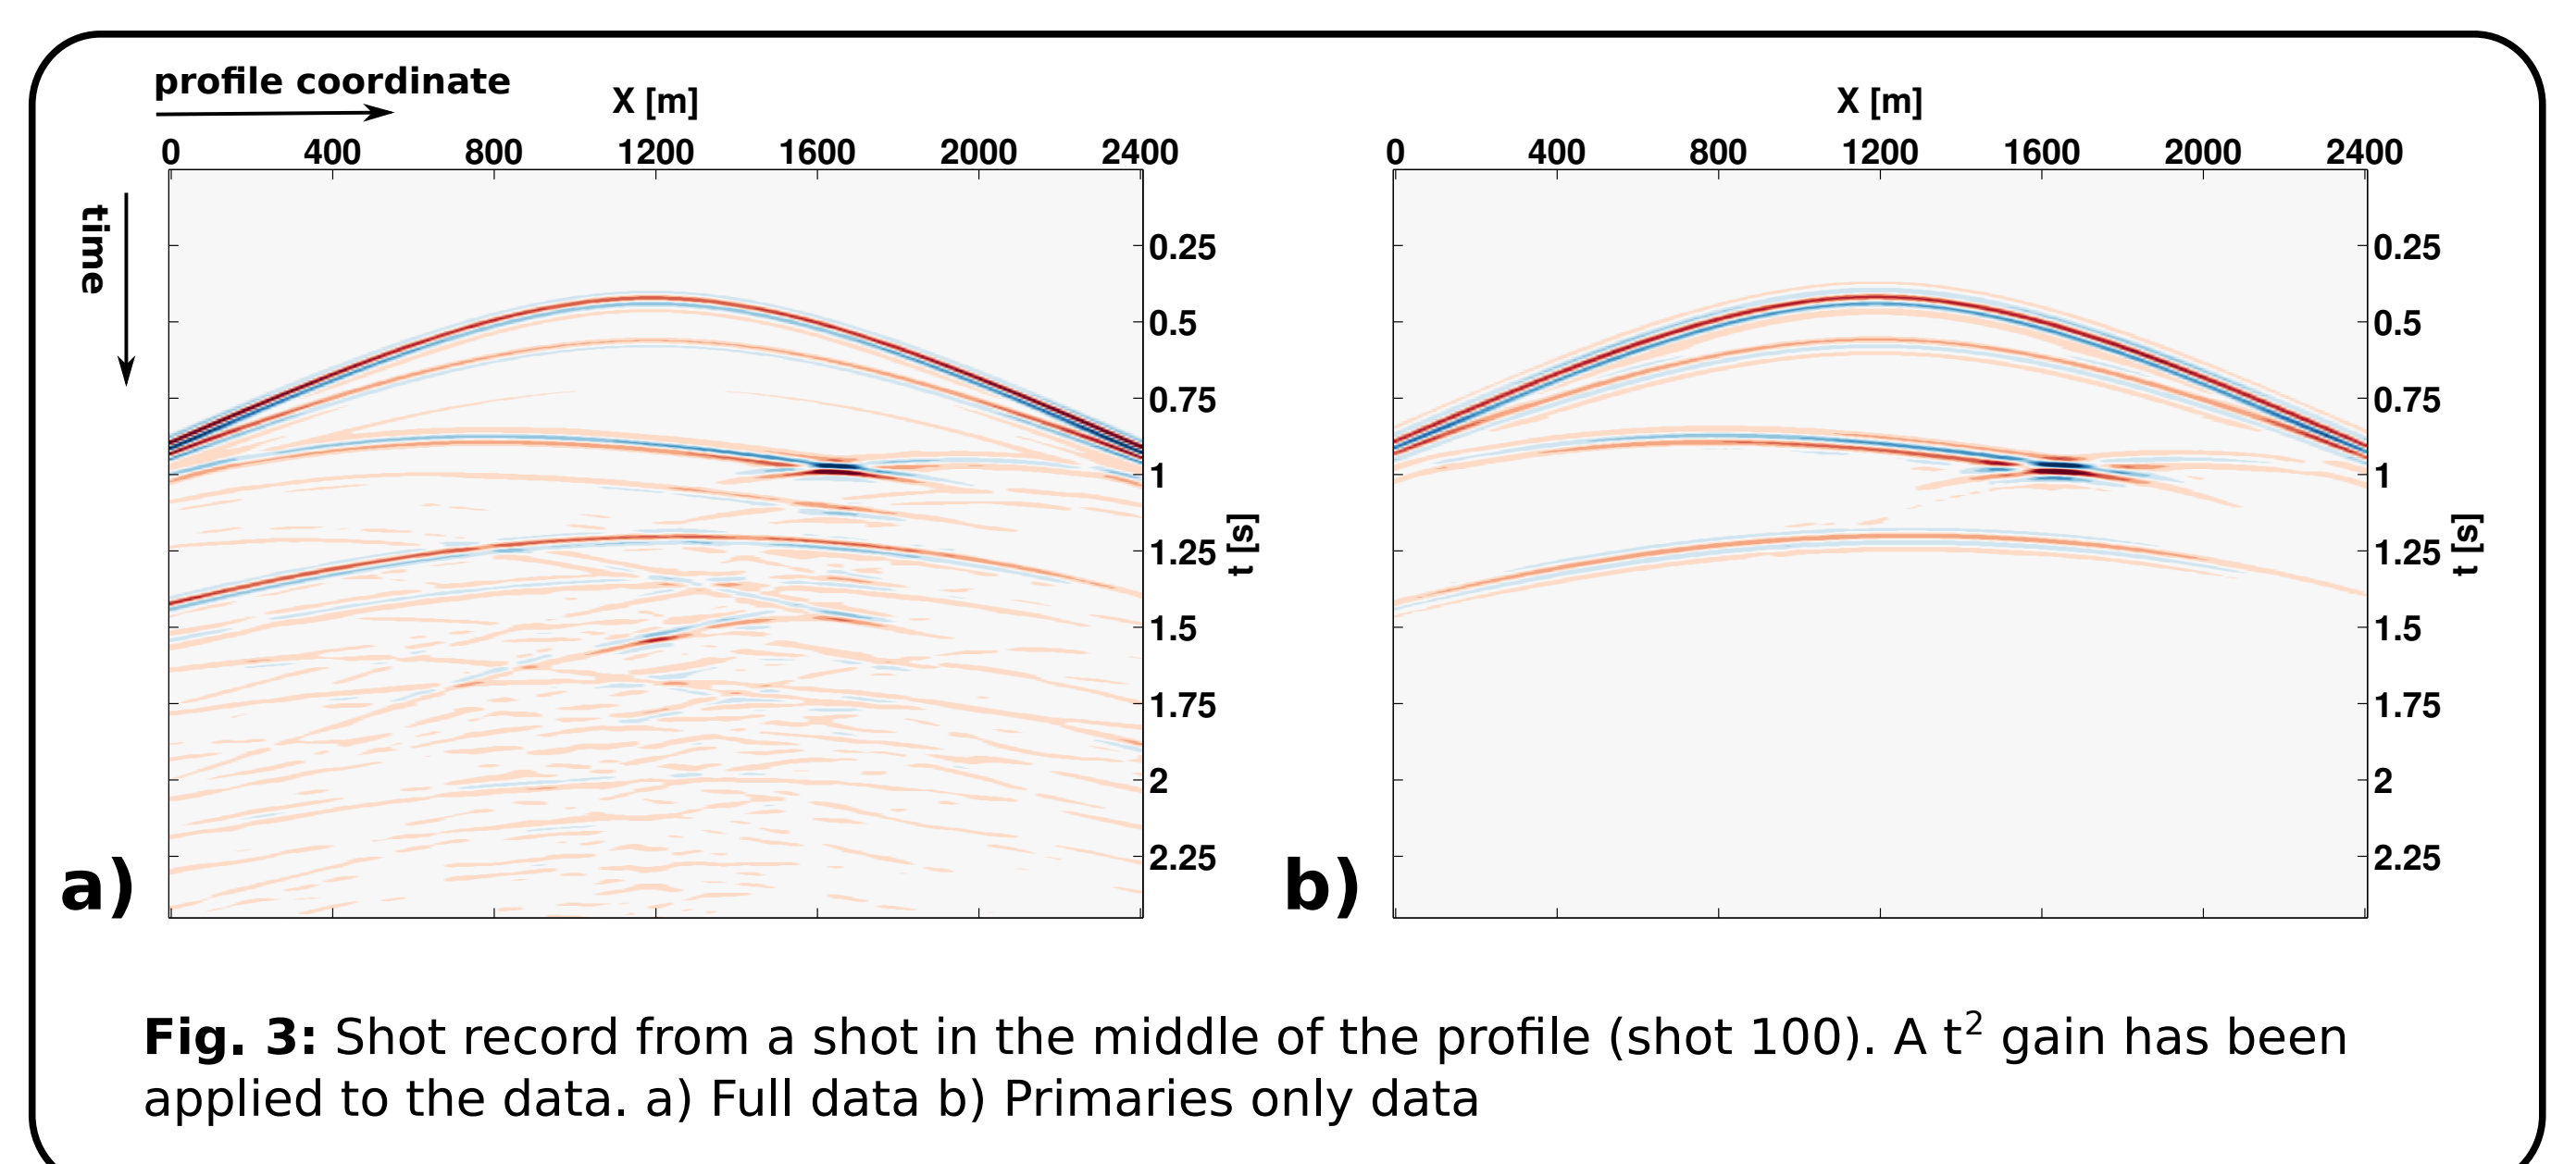 profile coordinate
X [m]
X [m]
0 400 800 1200 1600 2000 2400
0 400 800 1200 1600 2000 2400
time
0.25
0.5
0.75
1
1.25
1.5
1.75
2
2.25
t [s]
a)
0.25
0.5
0.75
1
1.25
1.5
1.75
2
2.25
t [s]
b)
Fig. 3: Shot record from a shot in the middle of the profile (shot 100). A t² gain has been
applied to the data. a) Full data b) Primaries only data